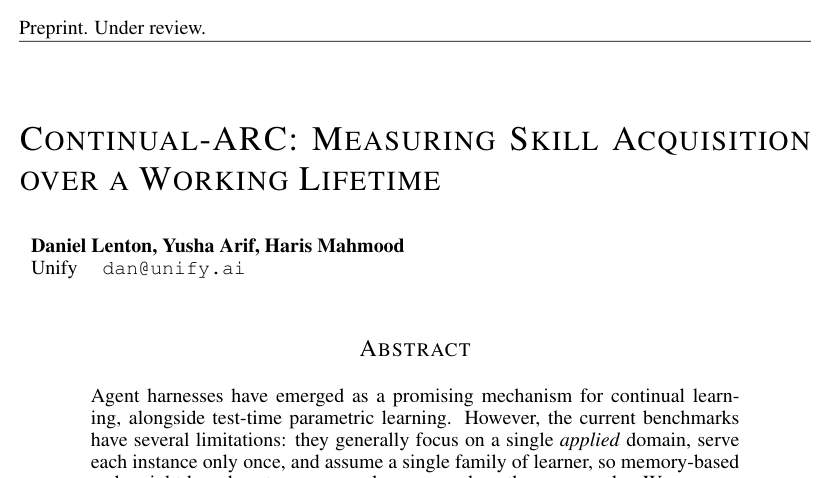 Preprint. Under review.
CONTINUAL-ARC: MEASURING SKILL ACQUISITION
OVER A WORKING LIFETIME
Daniel Lenton, Yusha Arif, Haris Mahmood
Unify dan@unify.ai
ABSTRACT
Agent harnesses have emerged as a promising mechanism for continual learn-
ing, alongside test-time parametric learning. However, the current benchmarks
have several limitations: they generally focus on a single applied domain, serve
each instance only once, and assume a single family of learner, so memory-based